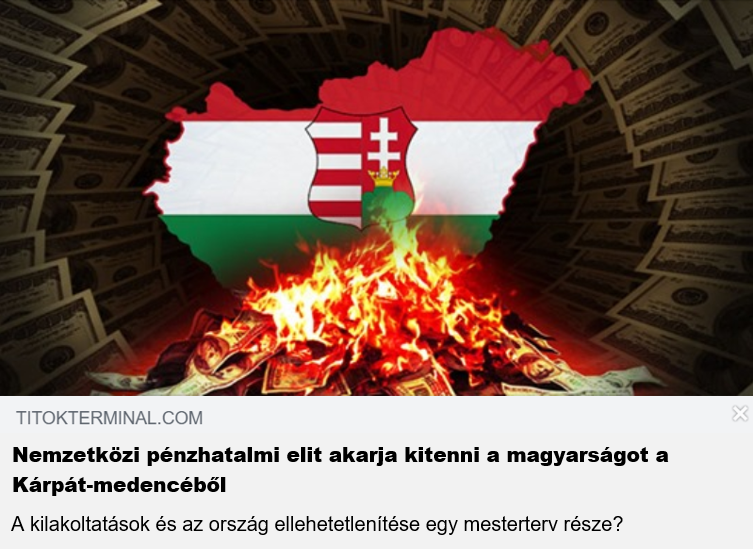 TITOKTERMINAL.COM
Nemzetközi pénzhatalmi elit akarja kitenni a magyarságot a
Kárpát-medencéből
A kilakoltatások és az ország ellehetetlenítése egy mesterterv része?